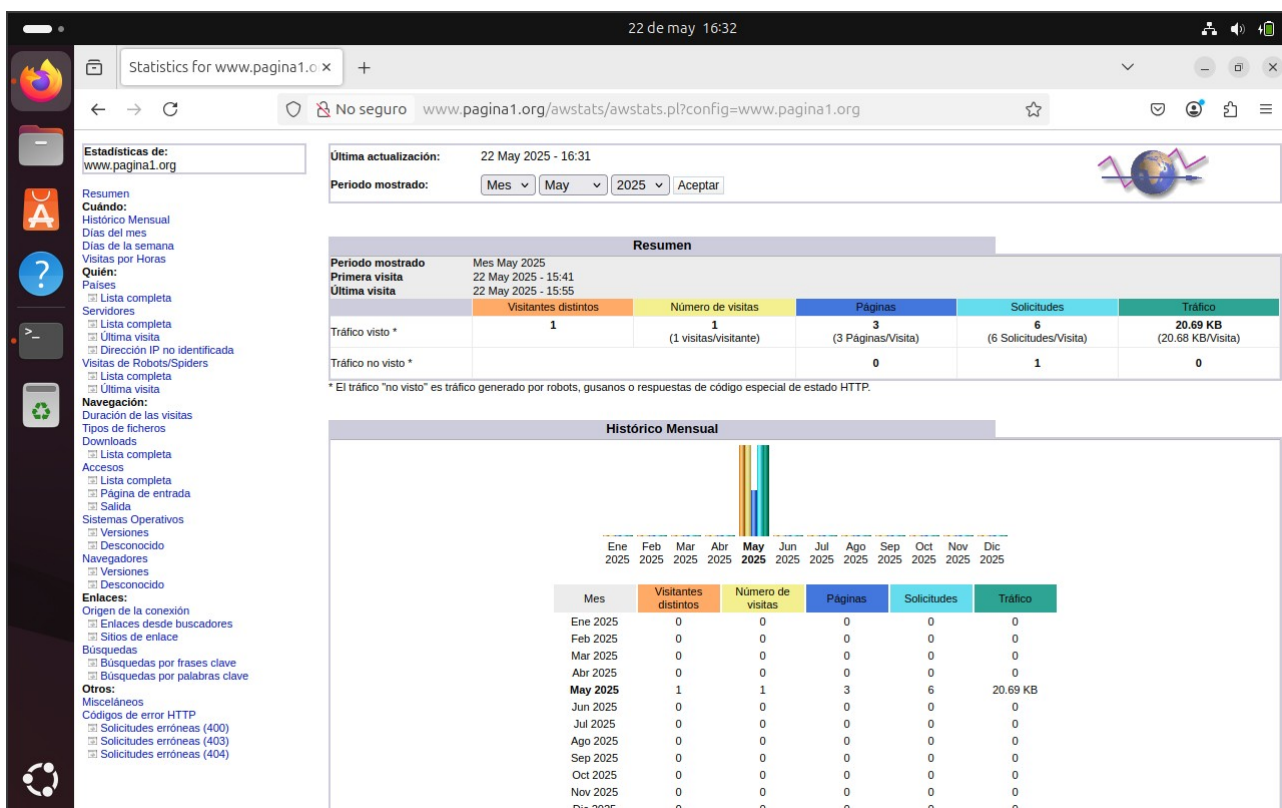 22 de may 16:32
Statistics for www.pagina1.o
No seguro www.pagina1.org/awstats/awstats.pl?config=www.pagina1.org
Estadísticas de:
www.pagina1.org
Resumen
Cuándo:
Histórico Mensual
Días del mes
Días de la semana
Visitas por Horas
Quién:
Países
Lista completa
Servidores
Lista completa
Última visita
Dirección IP no identificada
Visitas de Robots/Spiders
Lista completa
Última visita
Navegación:
Duración de las visitas
Tipos de ficheros
Downloads
Lista completa
Accesos
Lista completa
Página de entrada
Salida
Sistemas Operativos
Versiones
Desconocido
Navegadores
Versiones
Desconocido
Enlaces:
Origen de la conexión
Enlaces desde buscadores
Sitios de enlace
Búsquedas
Búsquedas por frases clave
Búsquedas por palabras clave
Otros:
Misceláneos
Códigos de error HTTP
Solicitudes erróneas (400)
Solicitudes erróneas (403)
Solicitudes erróneas (404)
Última actualización: 22 May 2025 - 16:31
Periodo mostrado: Mes May 2025 Aceptar
Resumen
Periodo mostrado Mes May 2025
Primera visita 22 May 2025 - 15:41
Última visita 22 May 2025 - 15:55
Visitantes distintos Número de visitas Páginas Solicitudes Tráfico
Tráfico visto * 1 1 3 6 20.69 KB
(1 visitas/visitante) (3 Páginas/Visita) (6 Solicitudes/Visita) (20.68 KB/Visita)
Tráfico no visto * 0 1 0
* El tráfico "no visto" es tráfico generado por robots, gusanos o respuestas de código especial de estado HTTP.
Histórico Mensual
Ene Feb Mar Abr May Jun Jul Ago Sep Oct Nov Dic
2025 2025 2025 2025 2025 2025 2025 2025 2025 2025 2025 2025
Mes Visitantes distintos Número de visitas Páginas Solicitudes Tráfico
Ene 2025 0 0 0 0 0
Feb 2025 0 0 0 0 0
Mar 2025 0 0 0 0 0
Abr 2025 0 0 0 0 0
May 2025 1 1 3 6 20.69 KB
Jun 2025 0 0 0 0 0
Jul 2025 0 0 0 0 0
Ago 2025 0 0 0 0 0
Sep 2025 0 0 0 0 0
Oct 2025 0 0 0 0 0
Nov 2025 0 0 0 0 0
Dic 2025 0 0 0 0 0